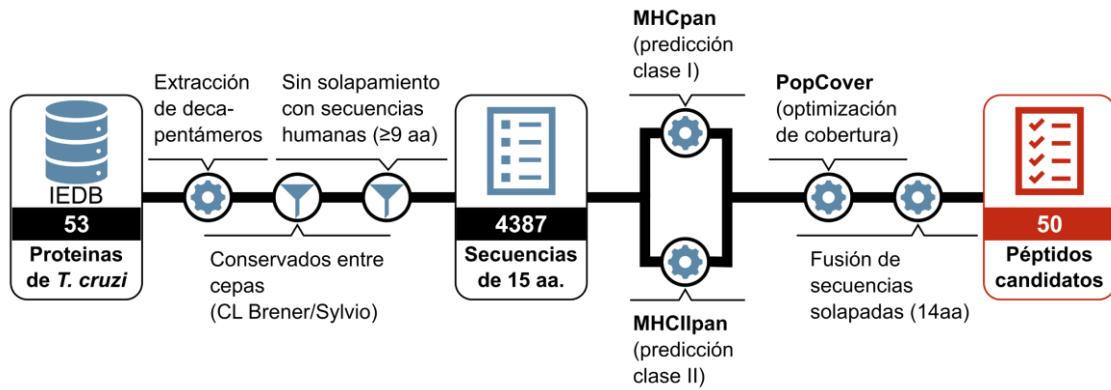 IEDB
53
Proteinas
de T. cruzi
Extracción
de deca-
pentámeros
Conservados entre
cepas
(CL Brener/Sylvio)
Sin solapamiento
con secuencias
humanas (≥9 aa)
4387
Secuencias
de 15 aa.
MHCpan
(predicción
clase I)
MHCIIpan
(predicción
clase II)
PopCover
(optimización
de cobertura)
Fusión de
secuencias
solapadas (14aa)
50
Péptidos
candidatos